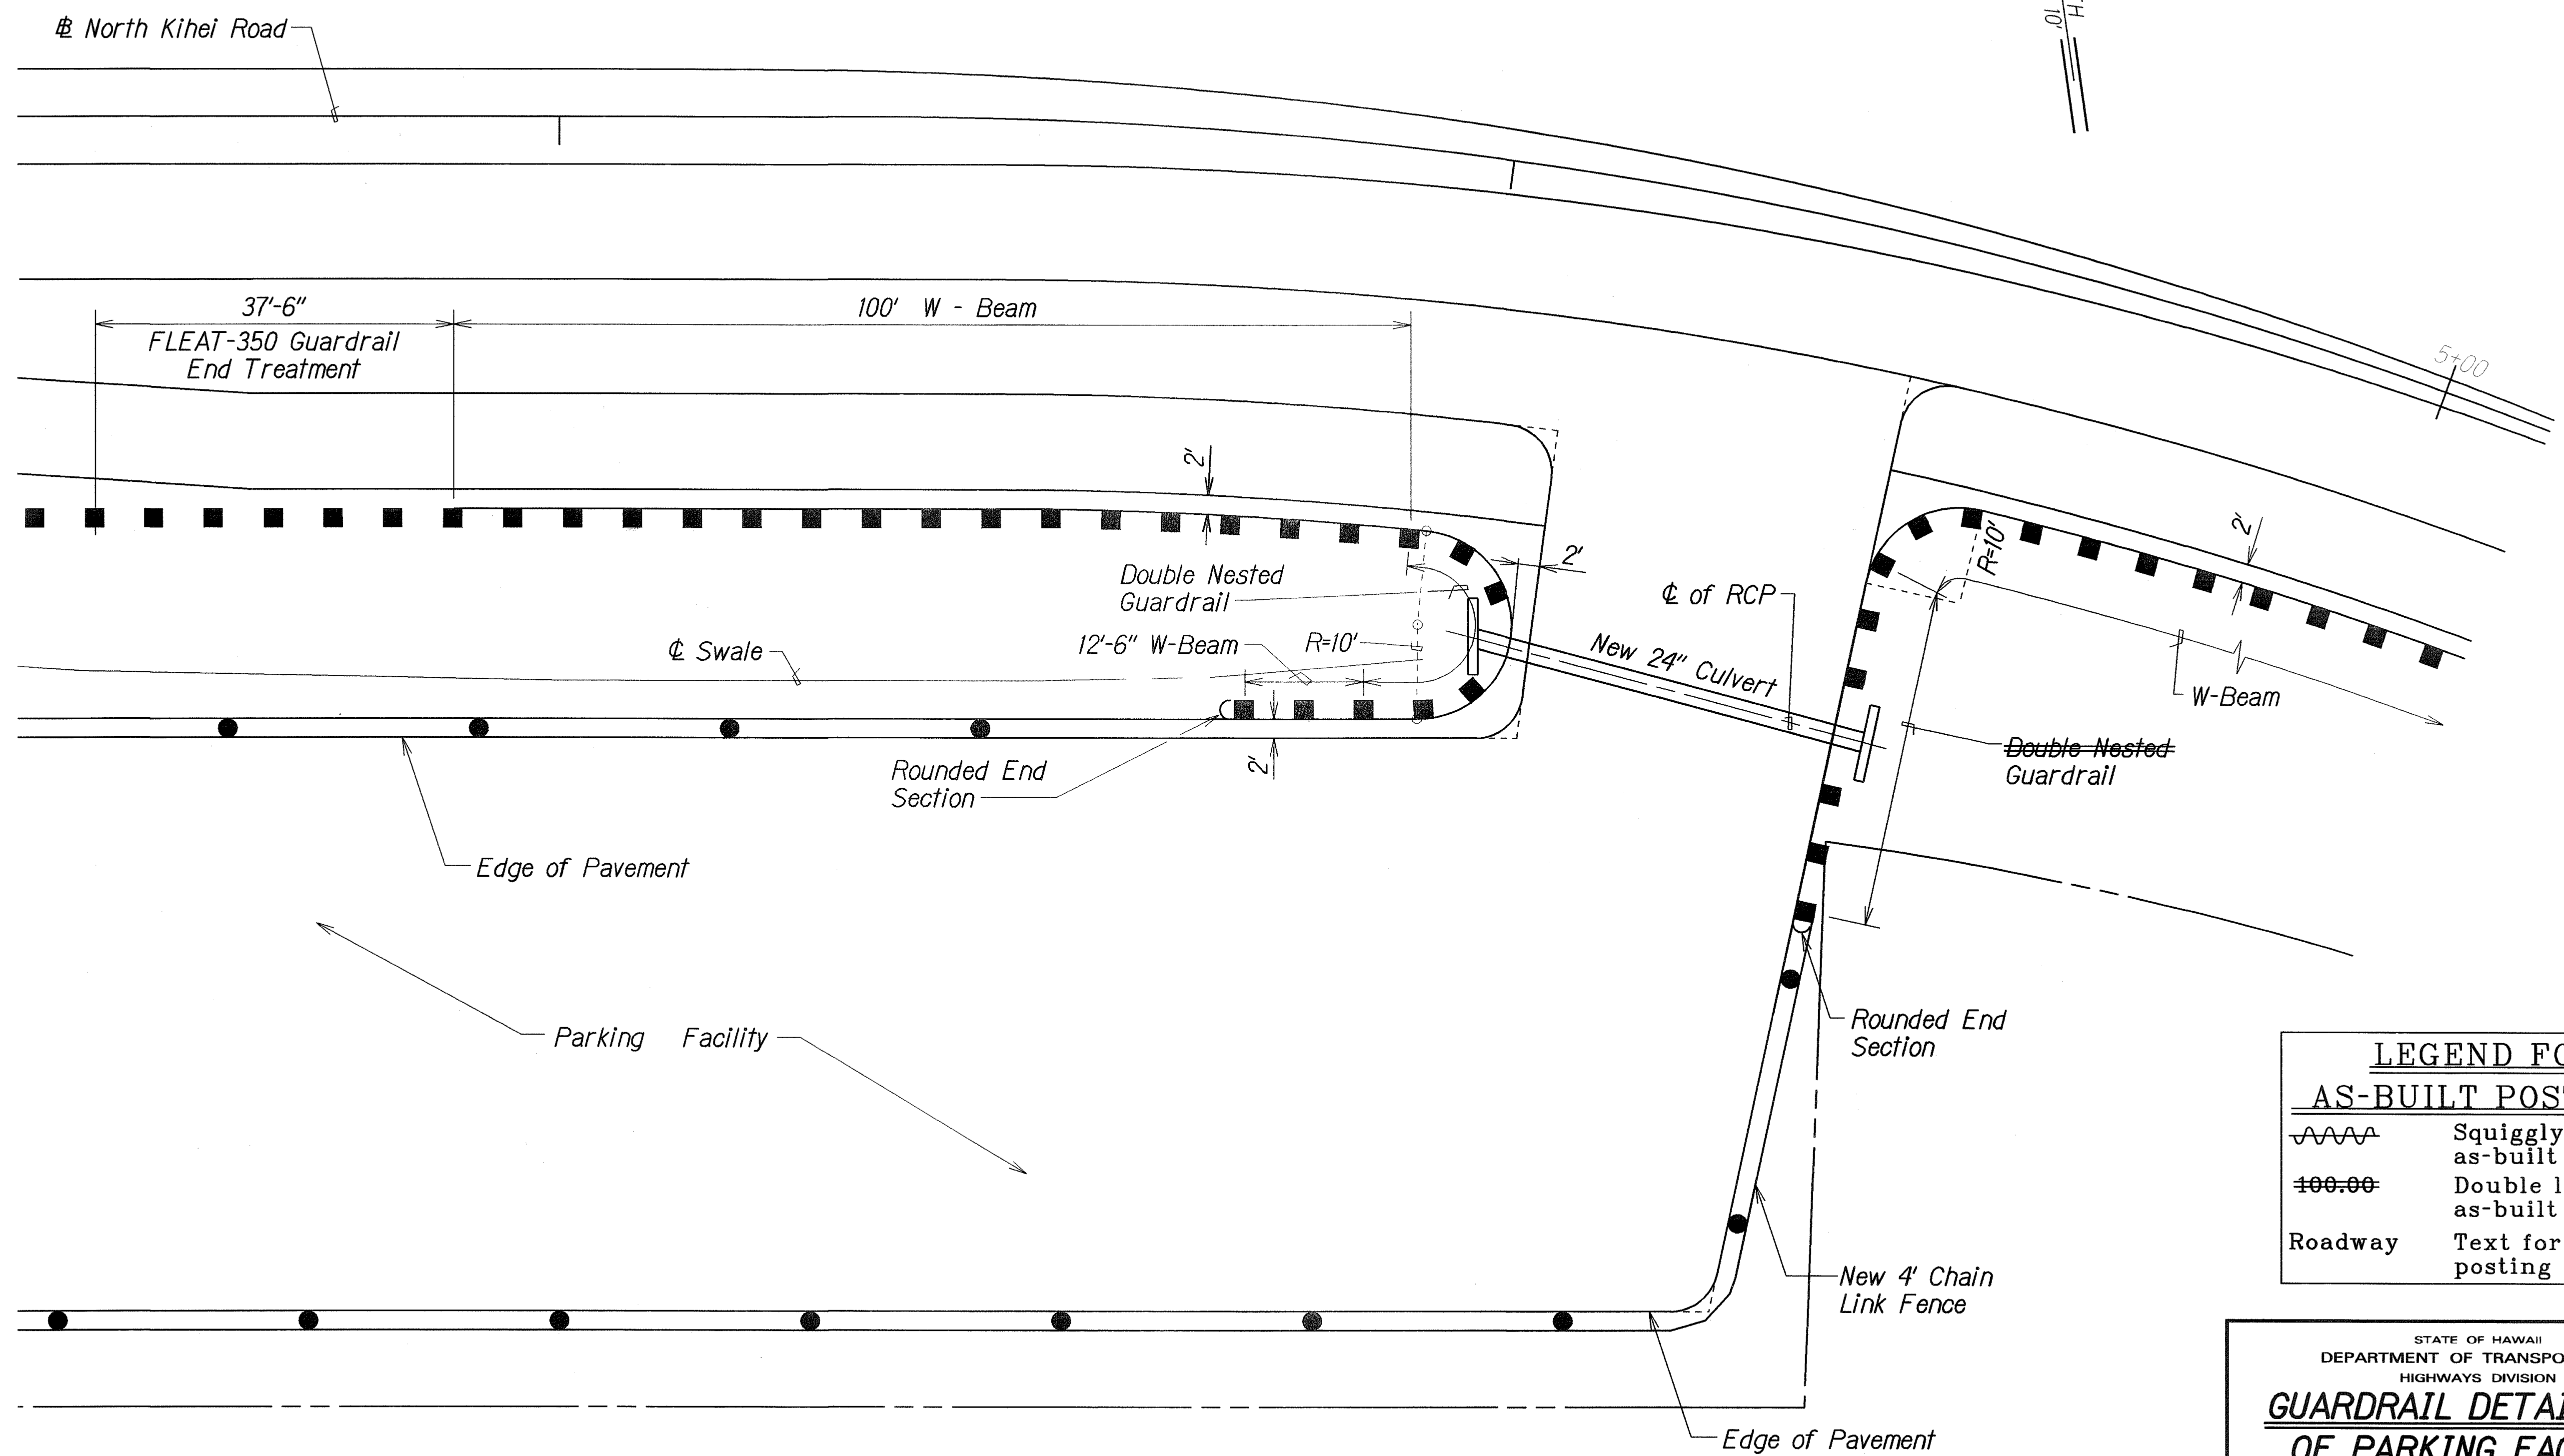 ℄ North Kihei Road
10'
H.
37'-6"
FLEAT-350 Guardrail
End Treatment
100' W - Beam
5+00
2'
2'
R=10'
2'
Double Nested
Guardrail
℄ of RCP
12'-6" W-Beam
R=10'
New 24" Culvert
℄ Swale
W-Beam
Double Nested
Guardrail
2'
Rounded End
Section
Edge of Pavement
Parking Facility
Rounded End
Section
New 4' Chain
Link Fence
Edge of Pavement
LEGEND FO
AS-BUILT POS
Squiggly
as-built
100.00
Double l
as-built
Roadway
Text for
posting
STATE OF HAWAII
DEPARTMENT OF TRANSPO
HIGHWAYS DIVISION
GUARDRAIL DETAI
OF PARKING FAC